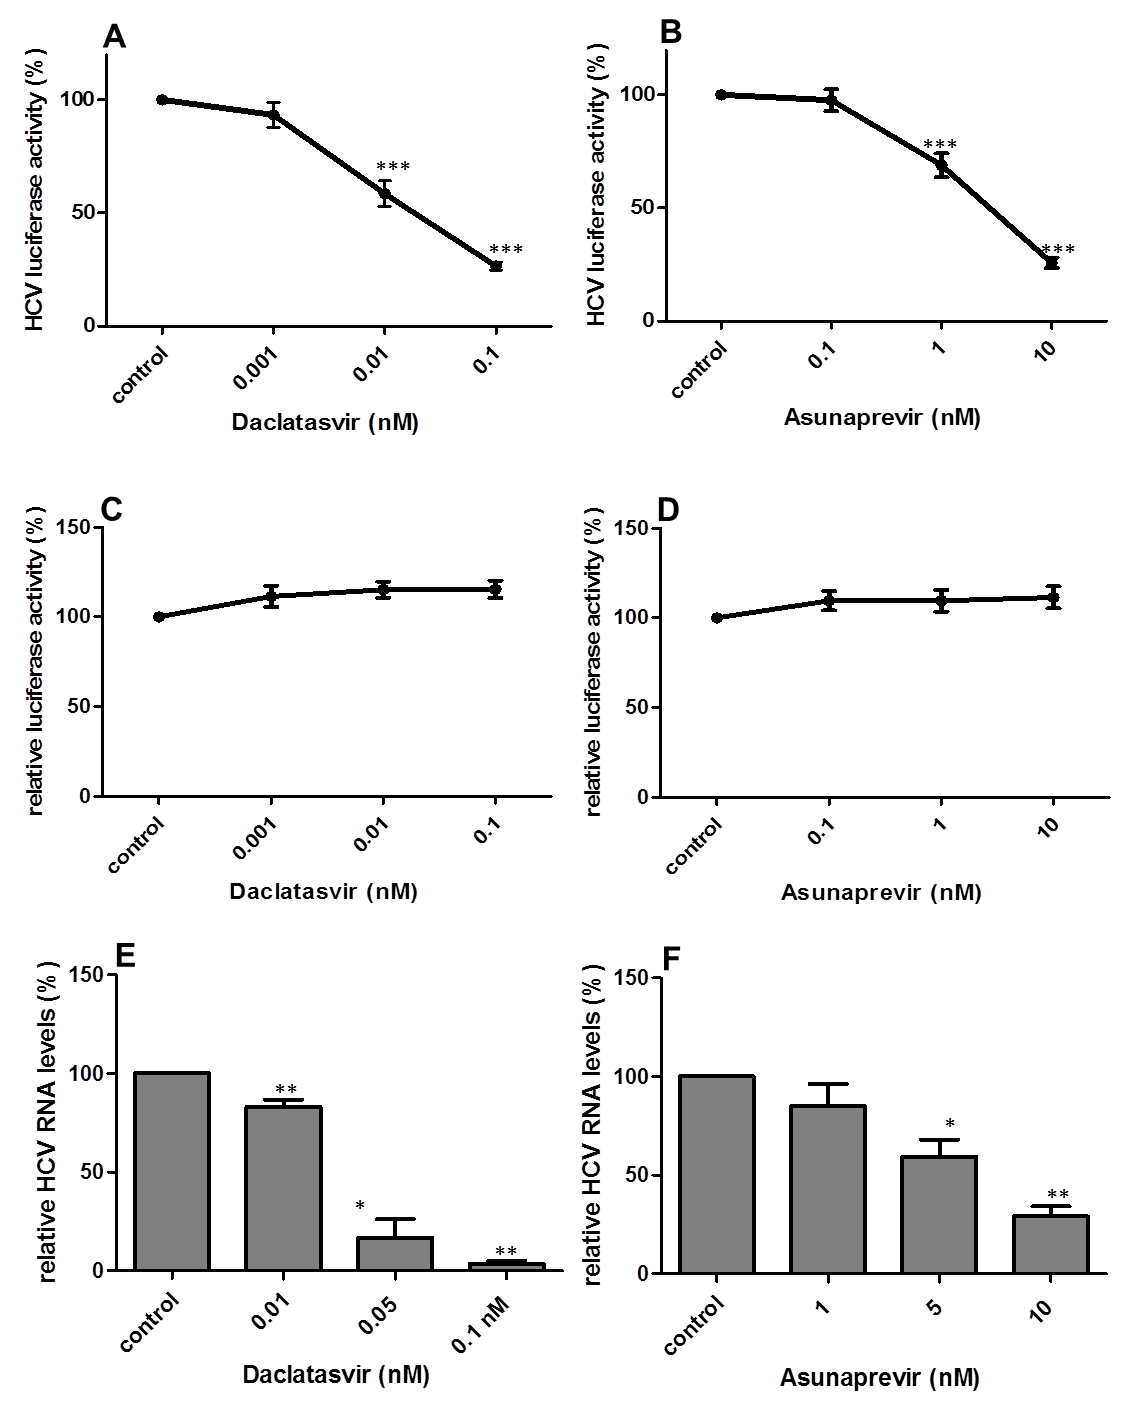 A
HCV luciferase activity (%)
100
50
0
control
0.001
0.01
0.1
***
***
Daclatasvir (nM)
B
HCV luciferase activity (%)
100
50
0
control
0.1
1
10
***
***
Asunaprevir (nM)
C
relative luciferase activity (%)
150
100
50
0
control
0.001
0.01
0.1
Daclatasvir (nM)
D
relative luciferase activity (%)
150
100
50
0
control
0.1
1
10
Asunaprevir (nM)
E
relative HCV RNA levels (%)
150
100
50
0
**
*
**
control
0.01
0.05
0.1 nM
Daclatasvir (nM)
F
relative HCV RNA levels (%)
150
100
50
0
*
**
control
1
5
10
Asunaprevir (nM)